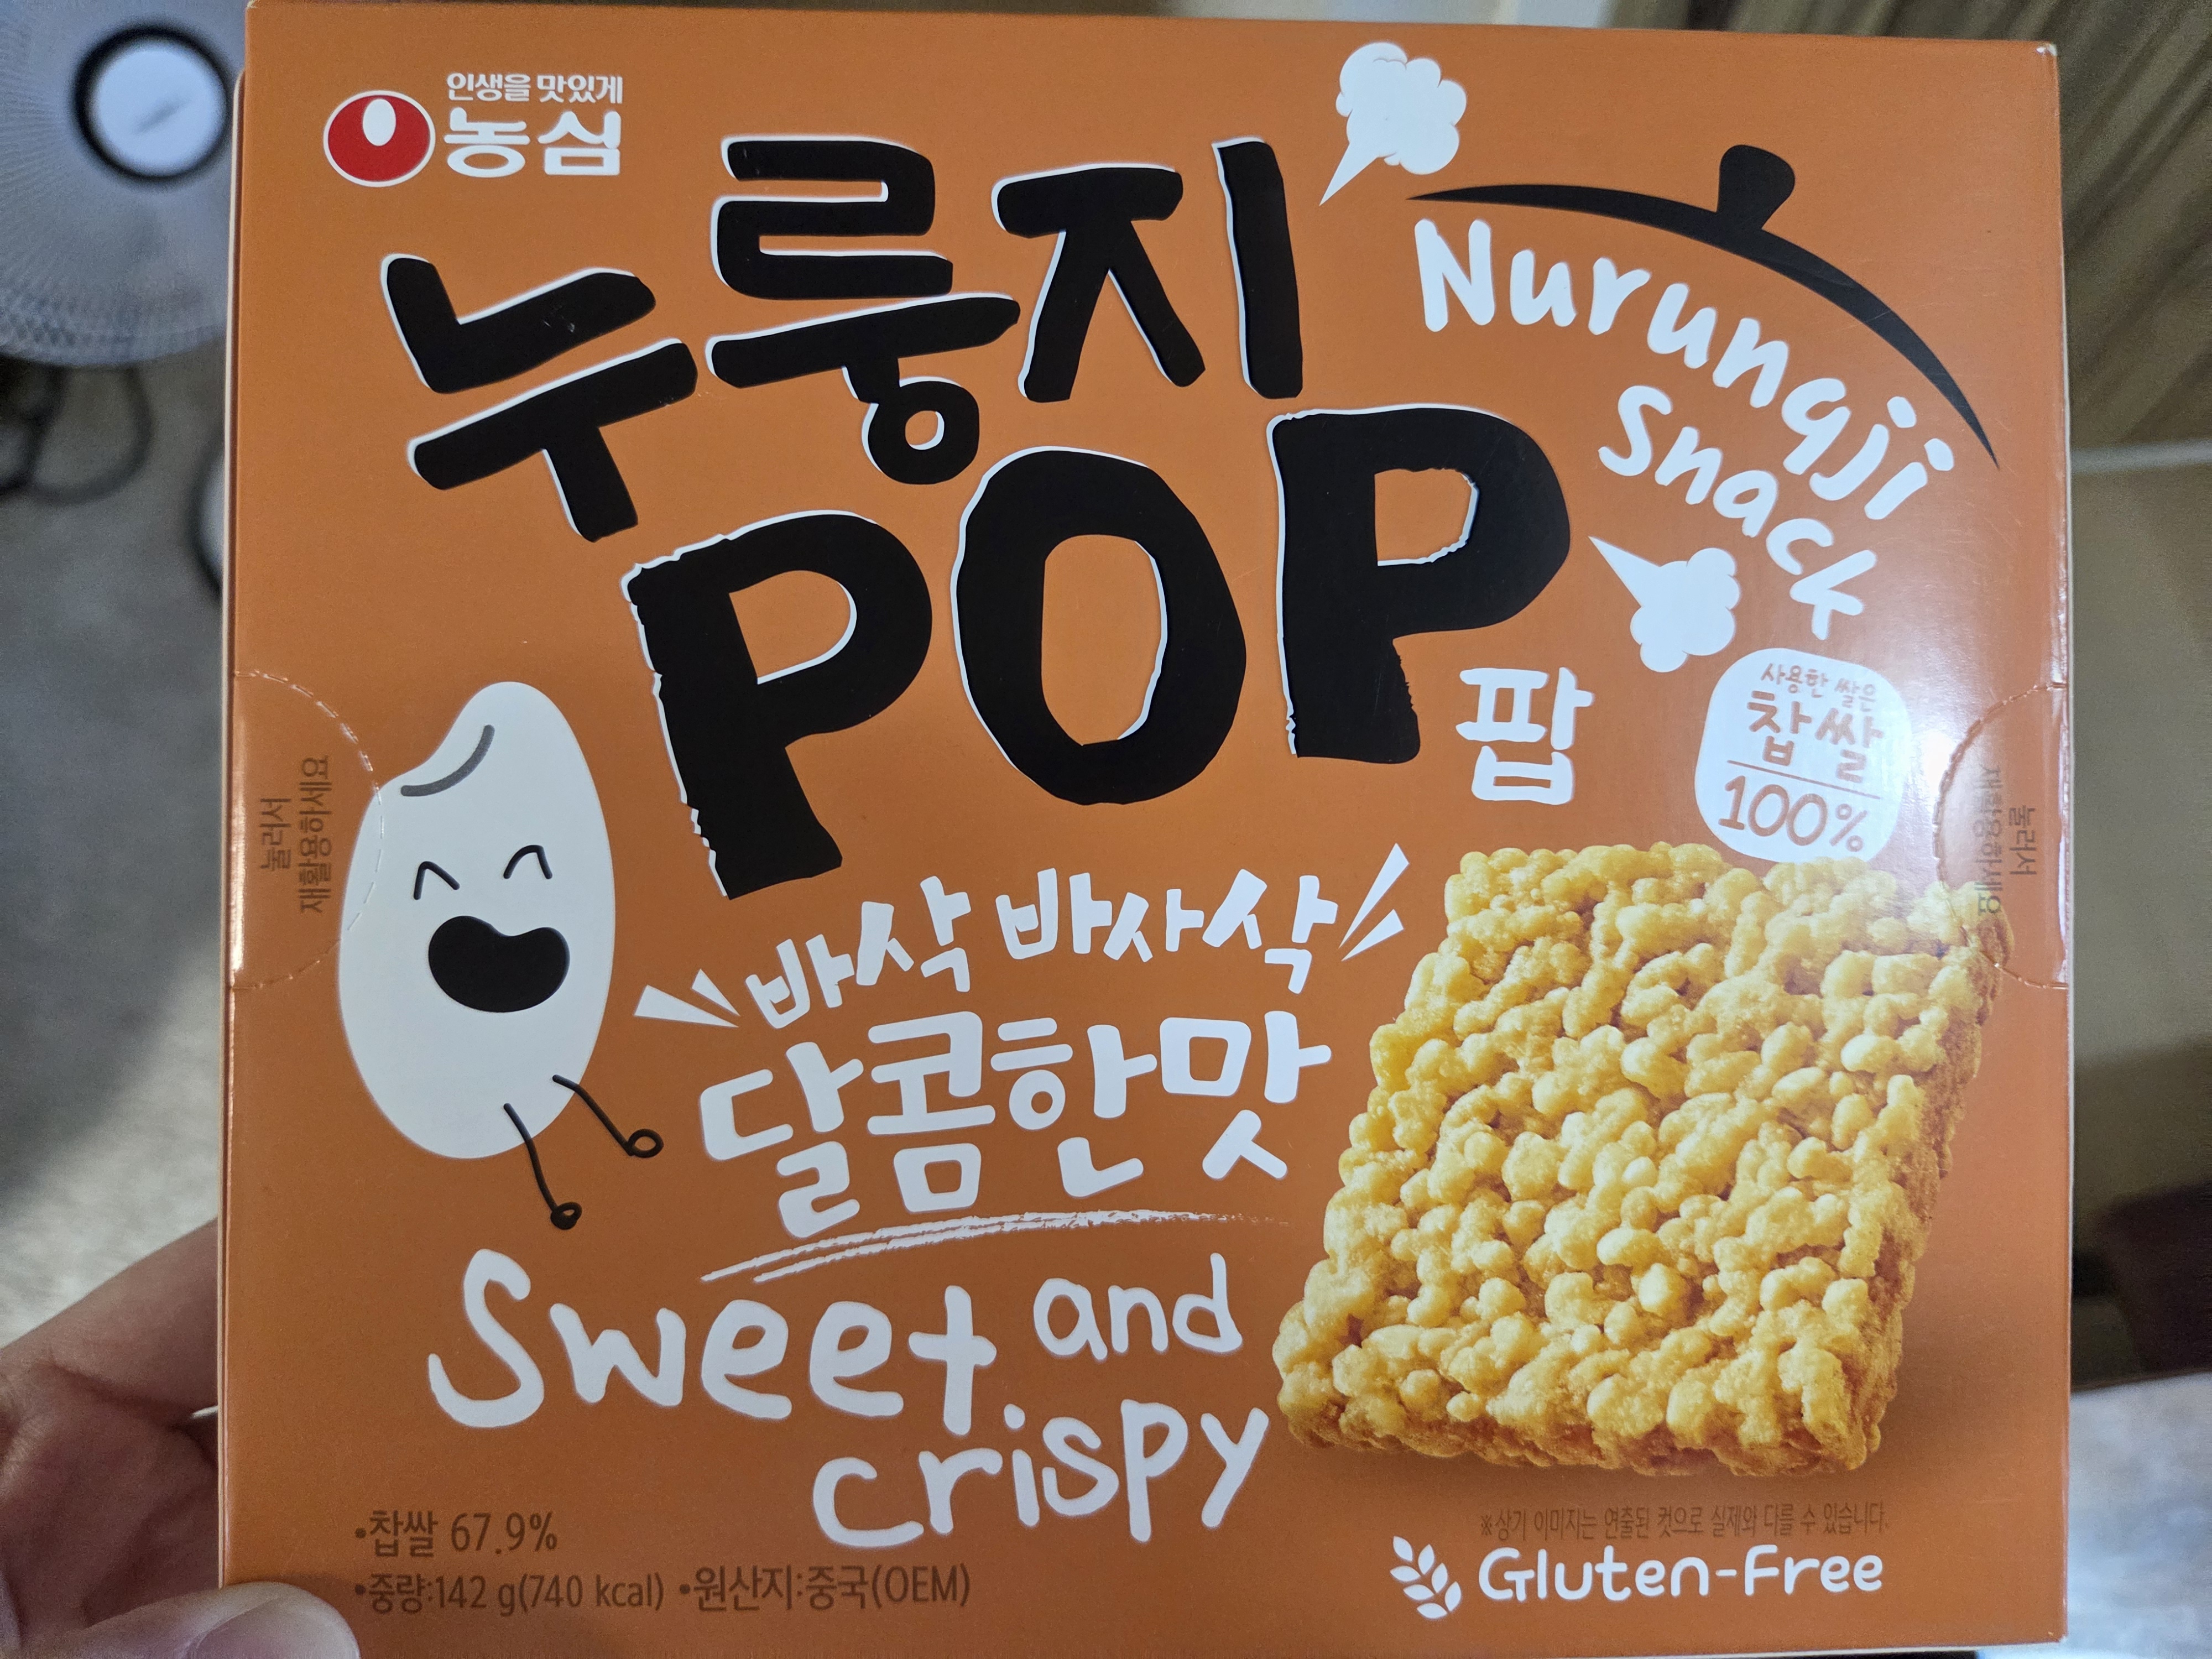 인생을 맛있게
농심
누룽지
POP
팝
Nurungji
Snack
사용한 쌀은
찹쌀
100%
눌러서
재활용하세요
눌러서
재활용하세요
바삭 바사삭
달콤한맛
Sweet and
crispy
•찹쌀 67.9%
•중량:142 g(740 kcal) •원산지:중국(OEM)
※상기 이미지는 연출된 컷으로 실제와 다를 수 있습니다.
Gluten-Free